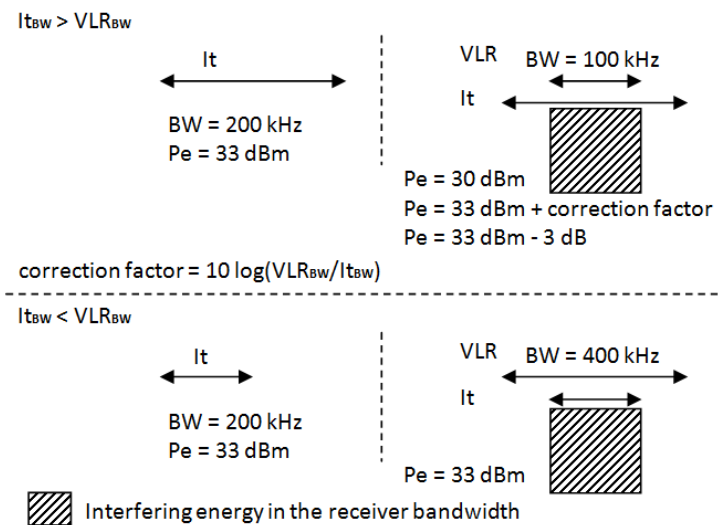 ItBW > VLRBW
It
BW = 200 kHz
Pe = 33 dBm
VLR BW = 100 kHz
It
Pe = 30 dBm
Pe = 33 dBm + correction factor
Pe = 33 dBm - 3 dB
correction factor = 10 log(VLRBW/ItBW)
ItBW < VLRBW
It
BW = 200 kHz
Pe = 33 dBm
VLR BW = 400 kHz
It
Pe = 33 dBm
Interfering energy in the receiver bandwidth